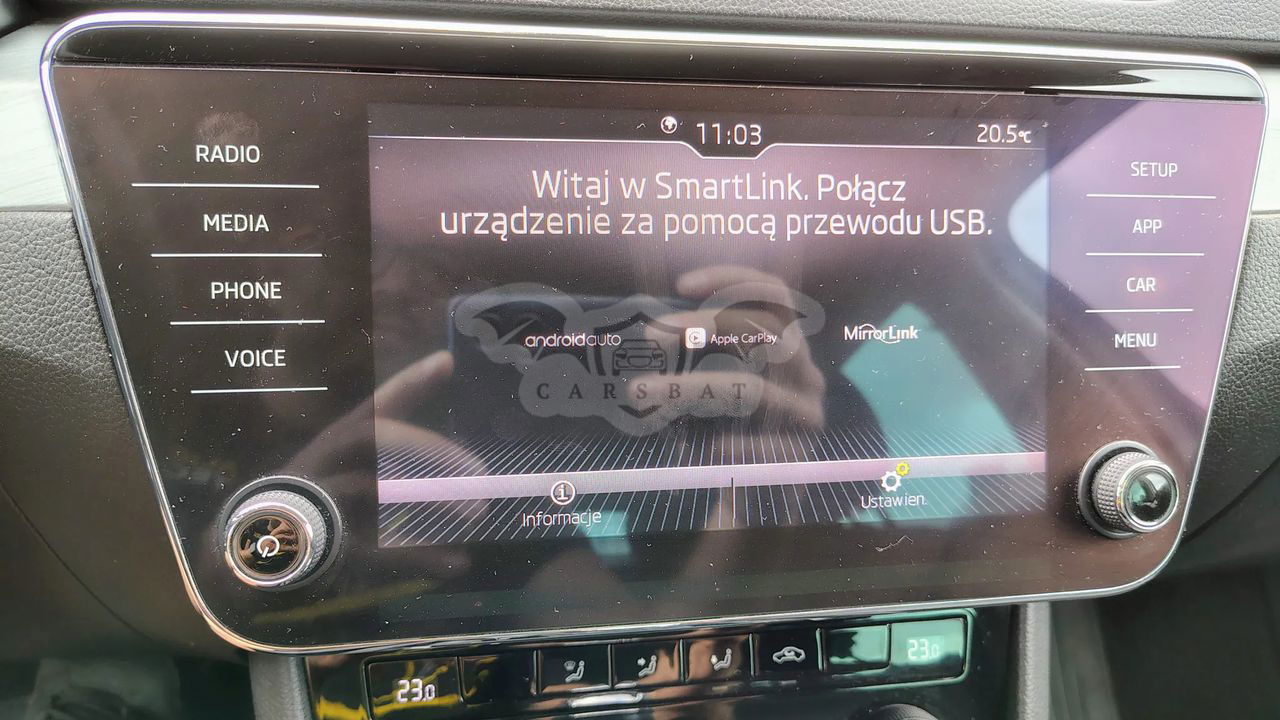 RADIO
MEDIA
PHONE
VOICE
11:03
20.5°C
Witaj w SmartLink. Połącz
urządzenie za pomocą przewodu USB.
androidauto
Apple CarPlay
MirrorLink
CARSBAT
Informacje
Ustawien.
SETUP
APP
CAR
MENU
23.0
23.0